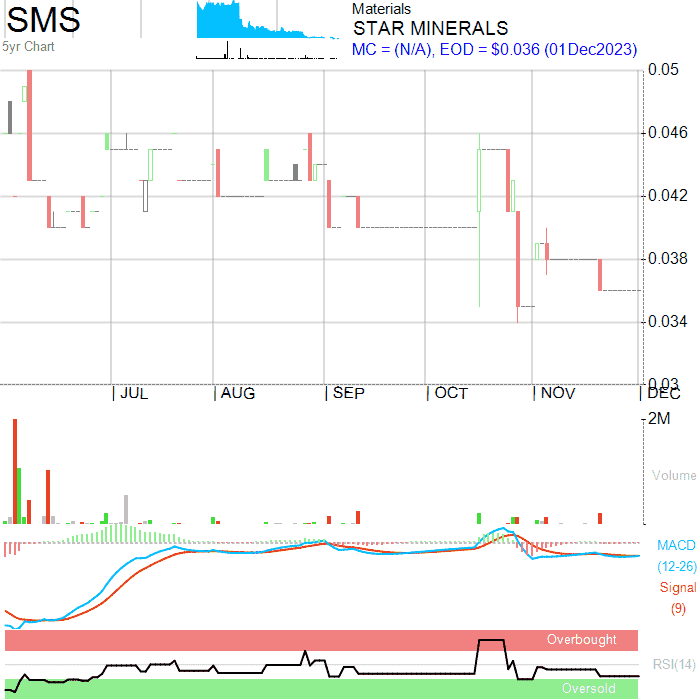 SMS
5yr Chart
Materials
STAR MINERALS
MC = (N/A), EOD = $0.036 (01Dec2023)
0.05
0.046
0.042
0.038
0.034
0.03
JUL AUG SEP OCT NOV DEC
2M
Volume
MACD
(12-26)
Signal
(9)
Overbought
RSI(14)
Oversold